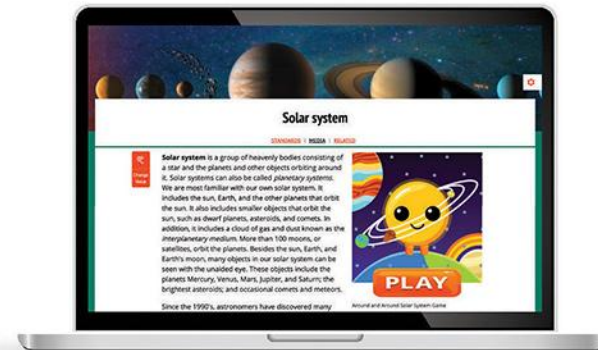 Solar system
STANDARDS | MEDIA | RELATED
Change
Solar system is a group of heavenly bodies consisting of
a star and the planets and other objects orbiting around
it. Solar systems can also be called planetary systems.
We are most familiar with our own solar system. It
includes the sun, Earth, and the other planets that orbit
the sun. It also includes smaller objects that orbit the
sun, such as dwarf planets, asteroids, and comets. In
addition, it includes a cloud of gas and dust known as the
interplanetary medium. More than 100 moons, or
satellites, orbit the planets. Besides the sun, Earth, and
Earth's moon, many objects in our solar system can be
seen with the unaided eye. These objects include the
planets Mercury, Venus, Mars, Jupiter, and Saturn; the
brightest asteroids; and occasional comets and meteors.
Since the 1990's, astronomers have discovered many
PLAY
Around and Around Solar System Game